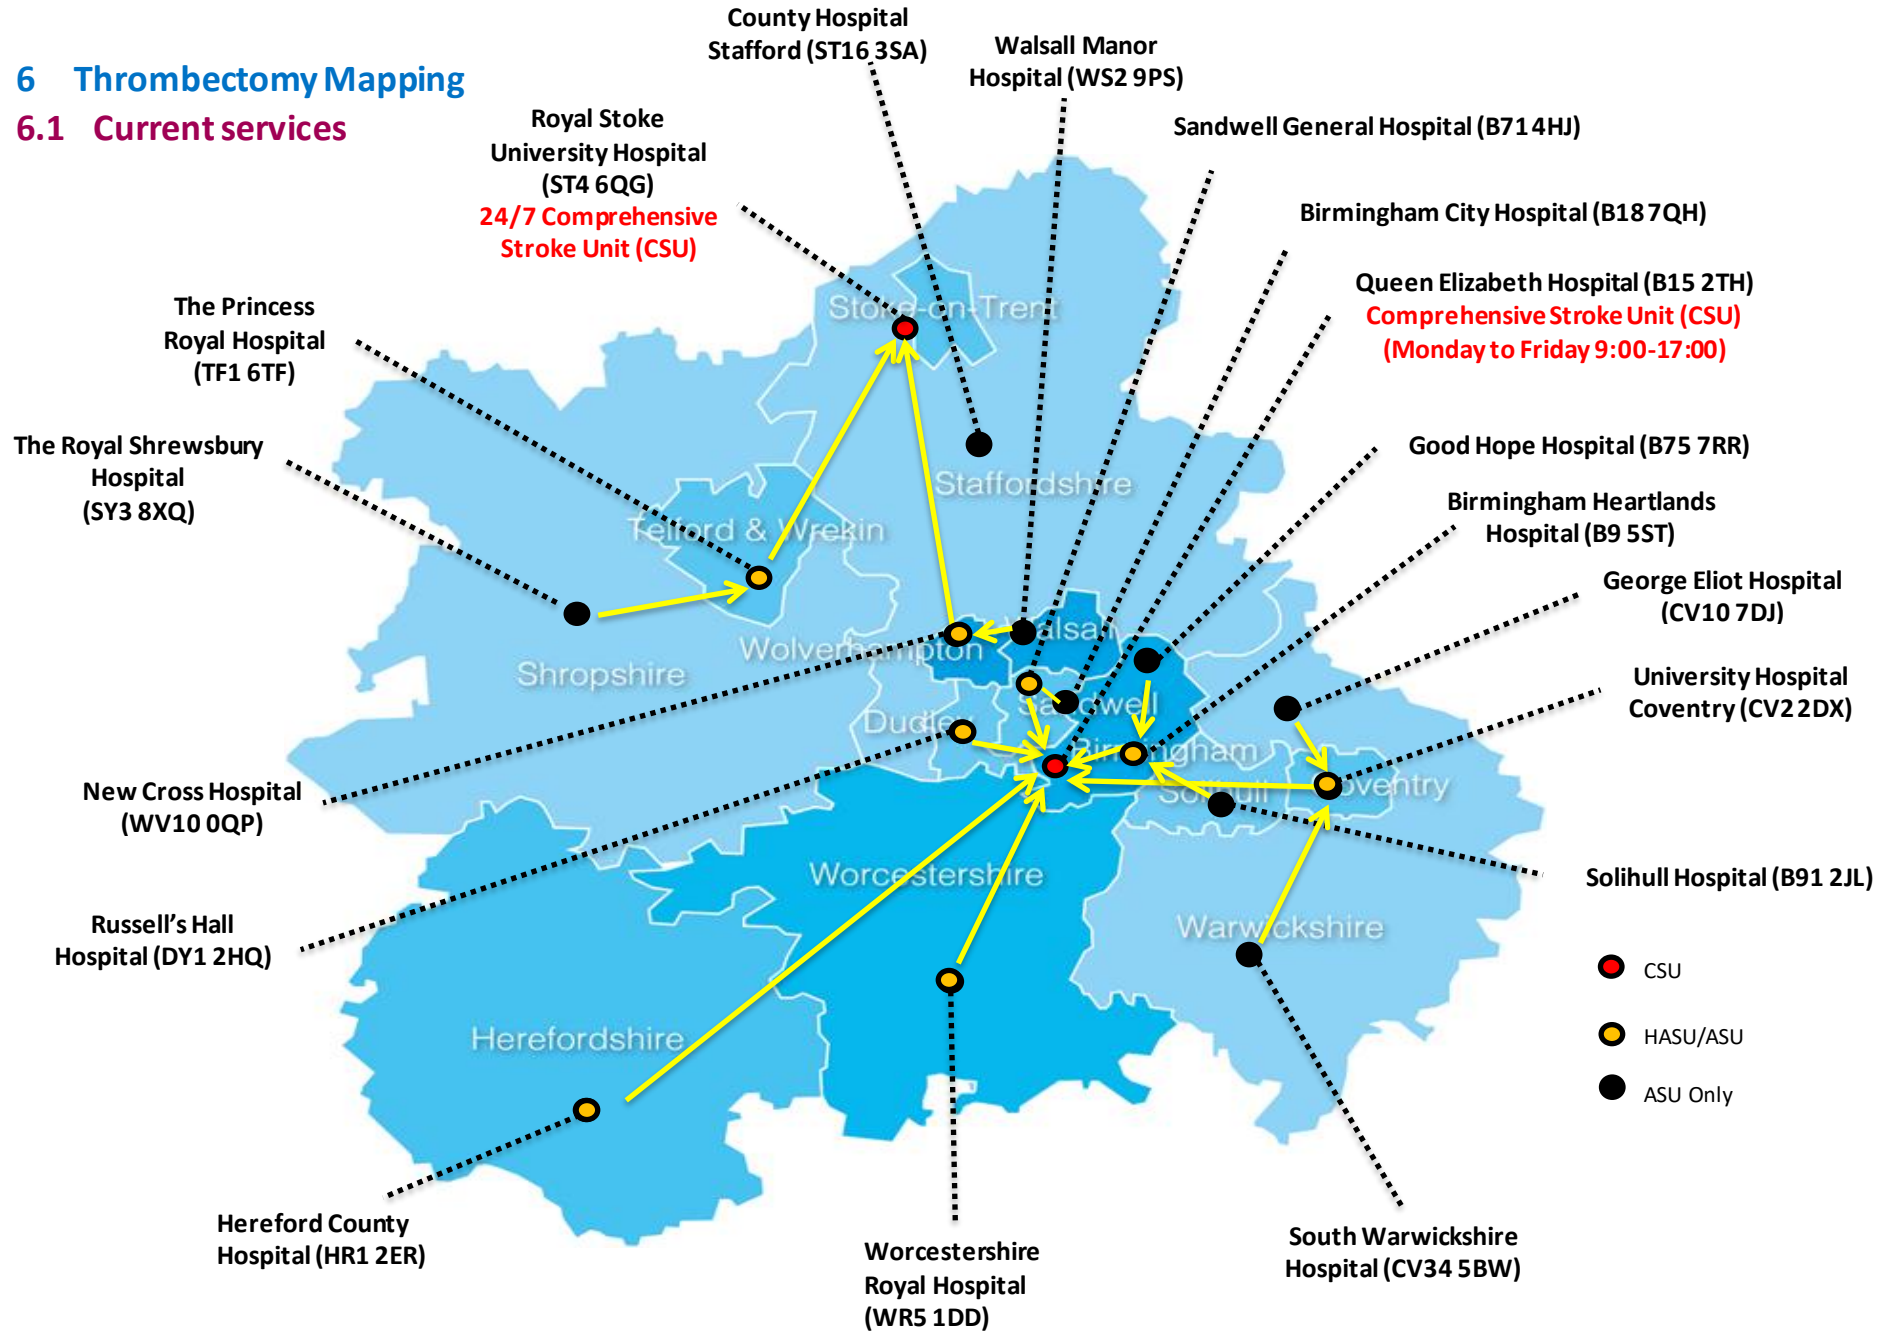 6 Thrombectomy Mapping
6.1 Current services
County Hospital
Stafford (ST16 3SA)
Walsall Manor
Hospital (WS2 9PS)
Royal Stoke
University Hospital
(ST4 6QG)
24/7 Comprehensive
Stroke Unit (CSU)
Sandwell General Hospital (B71 4HJ)
Birmingham City Hospital (B18 7QH)
Queen Elizabeth Hospital (B15 2TH)
Comprehensive Stroke Unit (CSU)
(Monday to Friday 9:00-17:00)
The Princess
Royal Hospital
(TF1 6TF)
The Royal Shrewsbury
Hospital
(SY3 8XQ)
Good Hope Hospital (B75 7RR)
Birmingham Heartlands
Hospital (B9 5ST)
George Eliot Hospital
(CV10 7DJ)
University Hospital
Coventry (CV2 2DX)
Stoke-on-Trent
Staffordshire
Telford & Wrekin
Shropshire
Wolverhampton
Walsall
Dudley
Sandwell
Birmingham
Solihull
Coventry
Worcestershire
Warwickshire
Herefordshire
New Cross Hospital
(WV10 0QP)
Russell’s Hall
Hospital (DY1 2HQ)
Solihull Hospital (B91 2JL)
CSU
HASU/ASU
ASU Only
Hereford County
Hospital (HR1 2ER)
Worcestershire
Royal Hospital
(WR5 1DD)
South Warwickshire
Hospital (CV34 5BW)